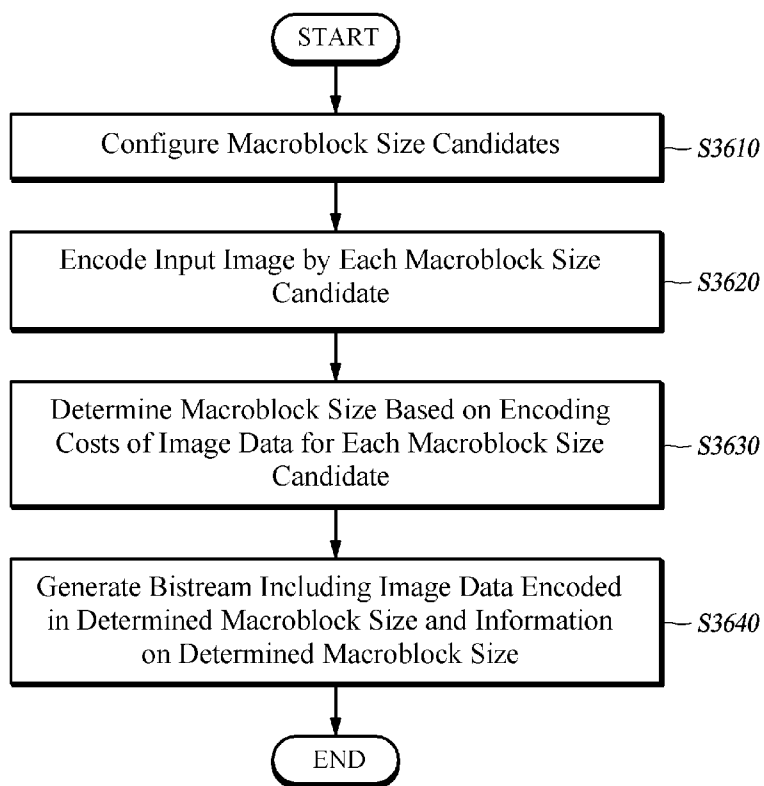 START
Configure Macroblock Size Candidates
S3610
Encode Input Image by Each Macroblock Size
Candidate
S3620
Determine Macroblock Size Based on Encoding
Costs of Image Data for Each Macroblock Size
Candidate
S3630
Generate Bistream Including Image Data Encoded
in Determined Macroblock Size and Information
on Determined Macroblock Size
S3640
END